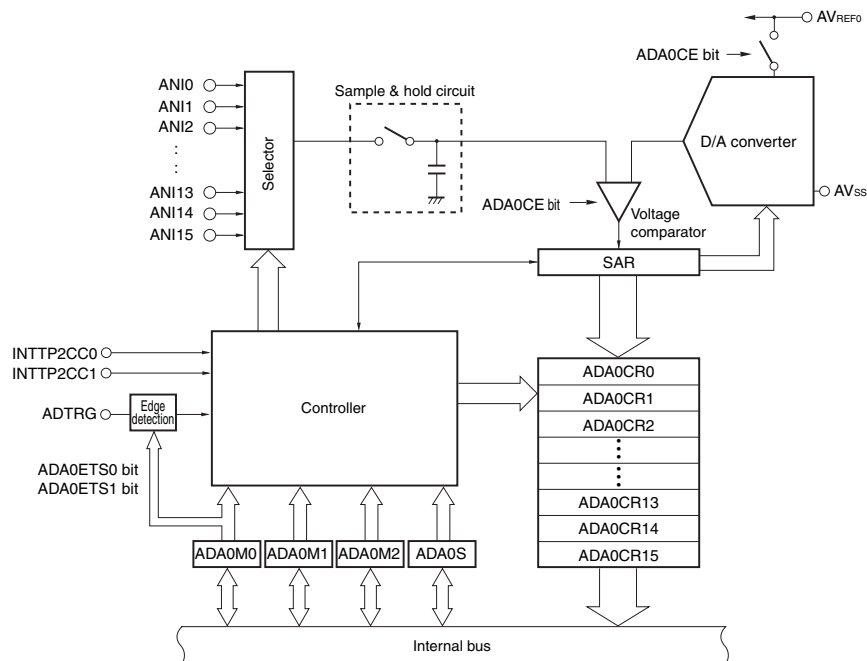 AVREF0
ADA0CE bit
ANI0
ANI1
ANI2
⋮
⋮
ANI13
ANI14
ANI15
Selector
Sample & hold circuit
D/A converter
AVSS
ADA0CE bit
Voltage
comparator
SAR
INTTP2CC0
INTTP2CC1
ADTRG
Edge
detection
Controller
ADA0ETS0 bit
ADA0ETS1 bit
ADA0CR0
ADA0CR1
ADA0CR2
⋮
⋮
ADA0CR13
ADA0CR14
ADA0CR15
ADA0M0
ADA0M1
ADA0M2
ADA0S
Internal bus